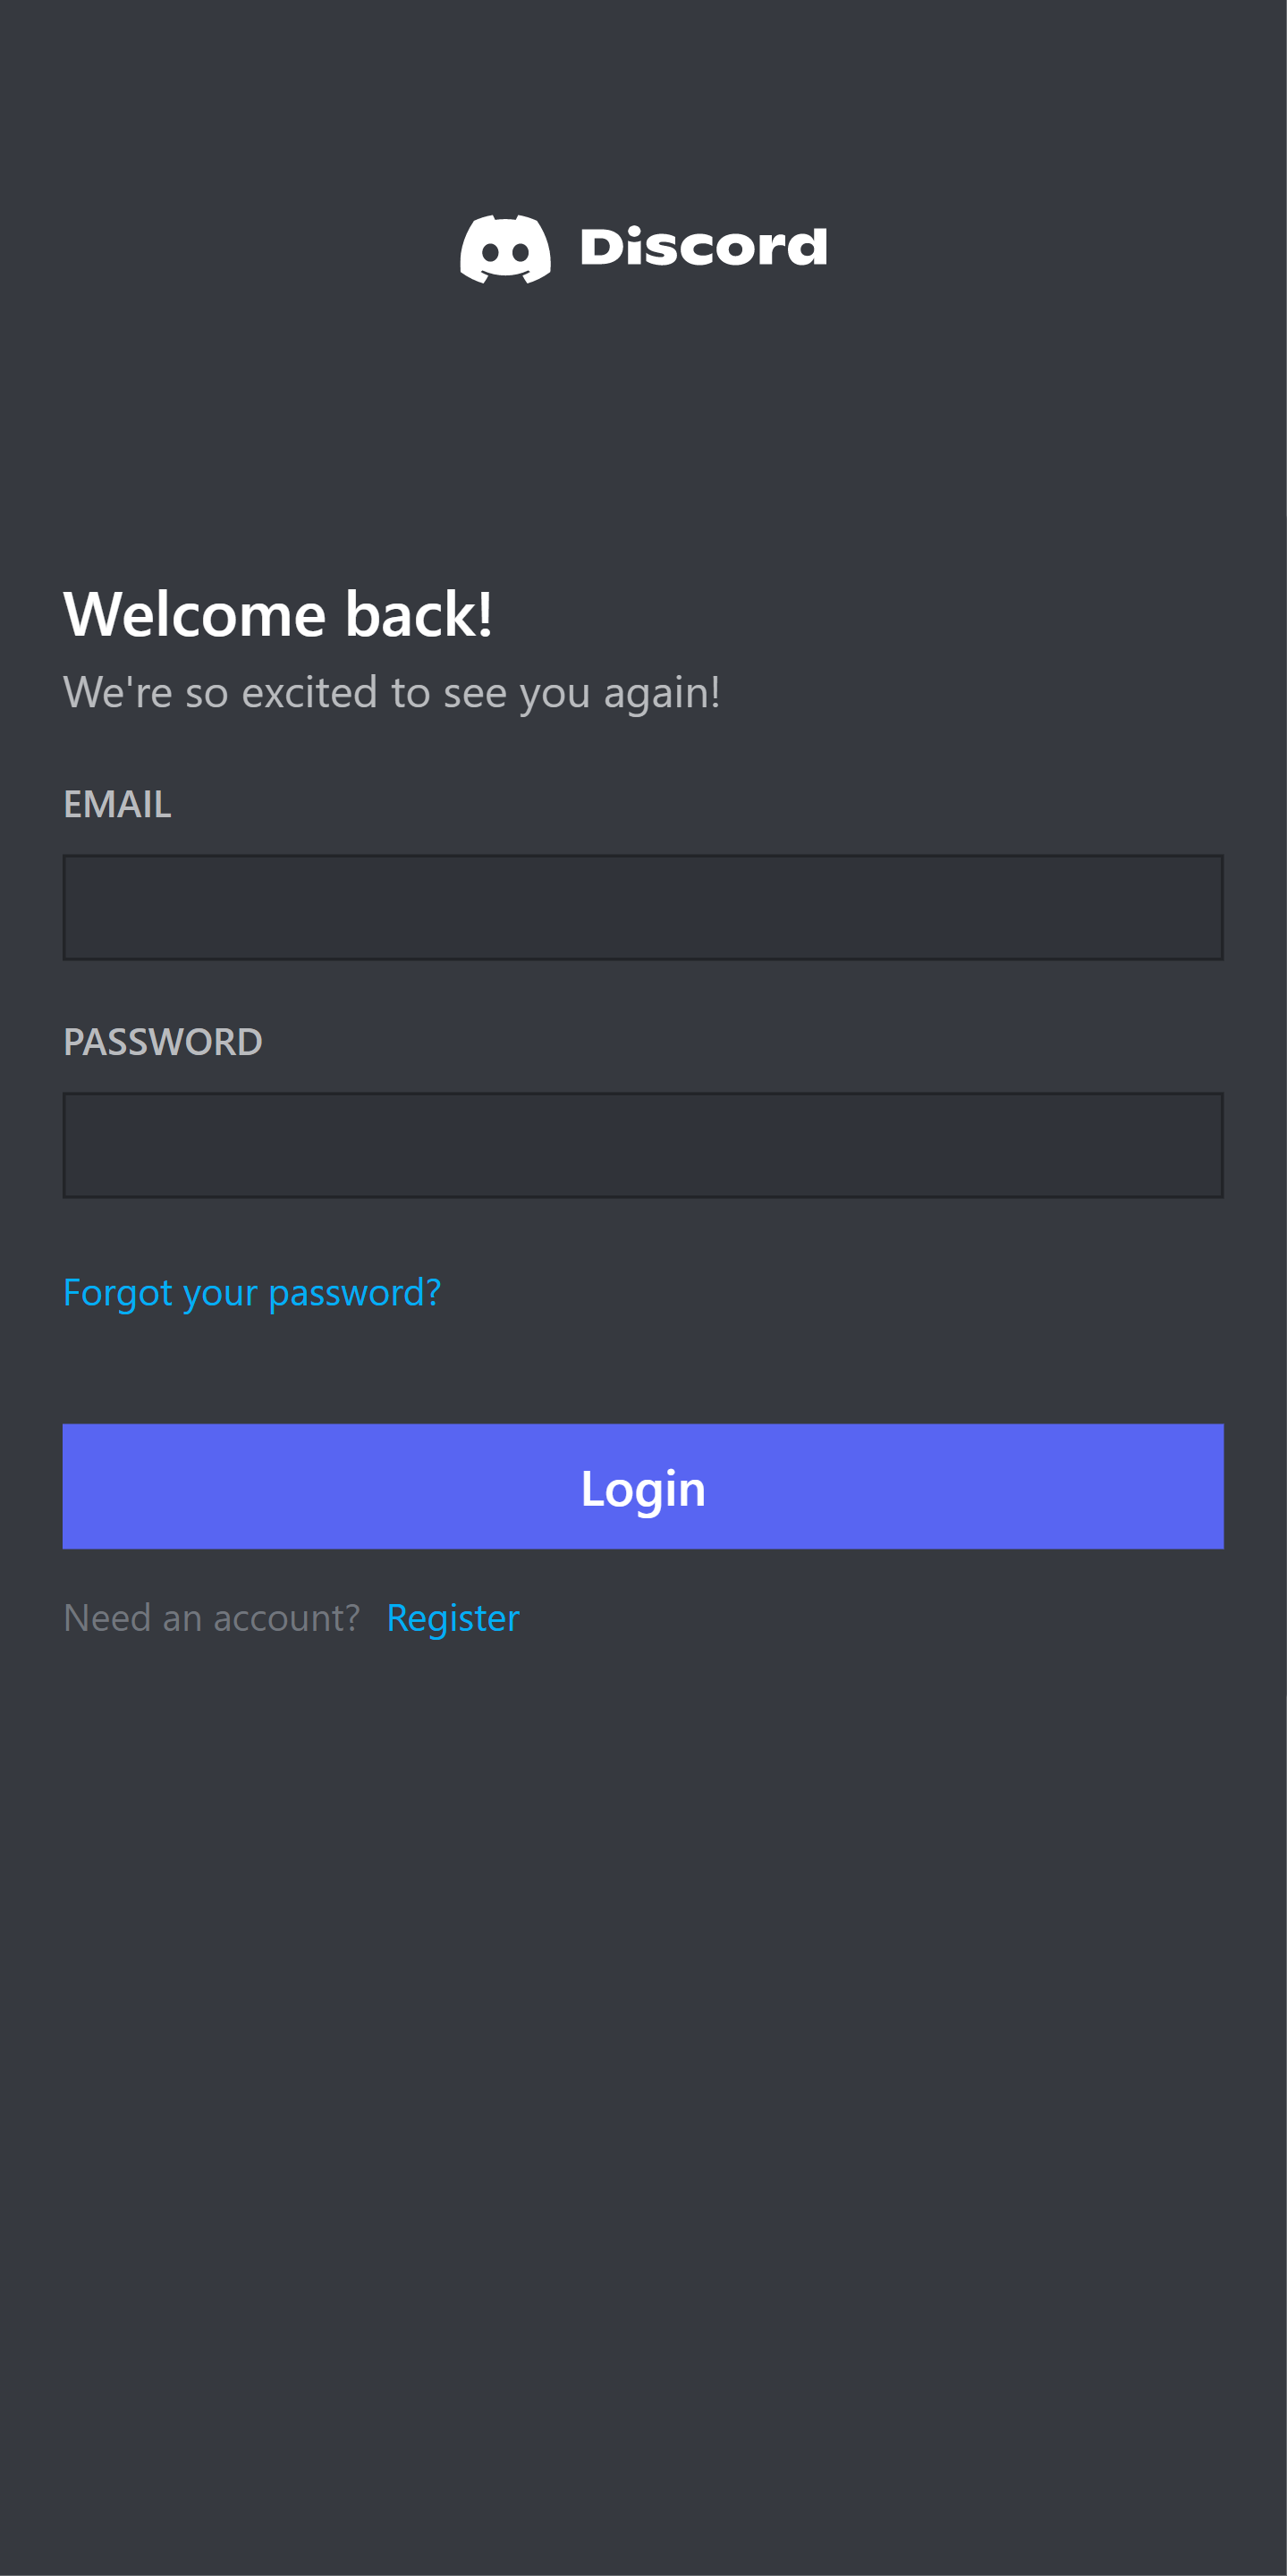 Discord
Welcome back!
We're so excited to see you again!
EMAIL
PASSWORD
Forgot your password?
Login
Need an account? Register